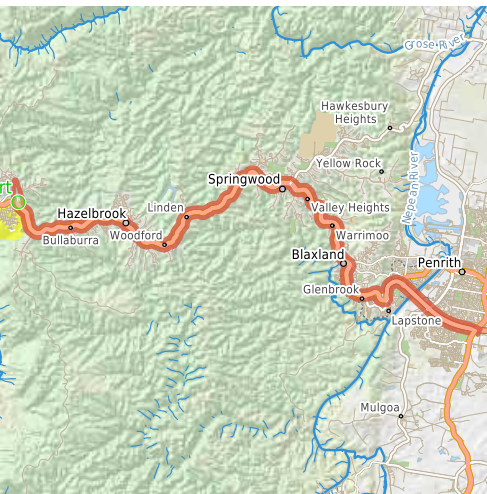 Grose River
Hawkesbury
Heights
Yellow Rock
Nepean River
Springwood
rt
Linden
Valley Heights
Hazelbrook
Woodford
Warrimoo
Bullaburra
Blaxland
Penrith
Glenbrook
Lapstone
Mulgoa